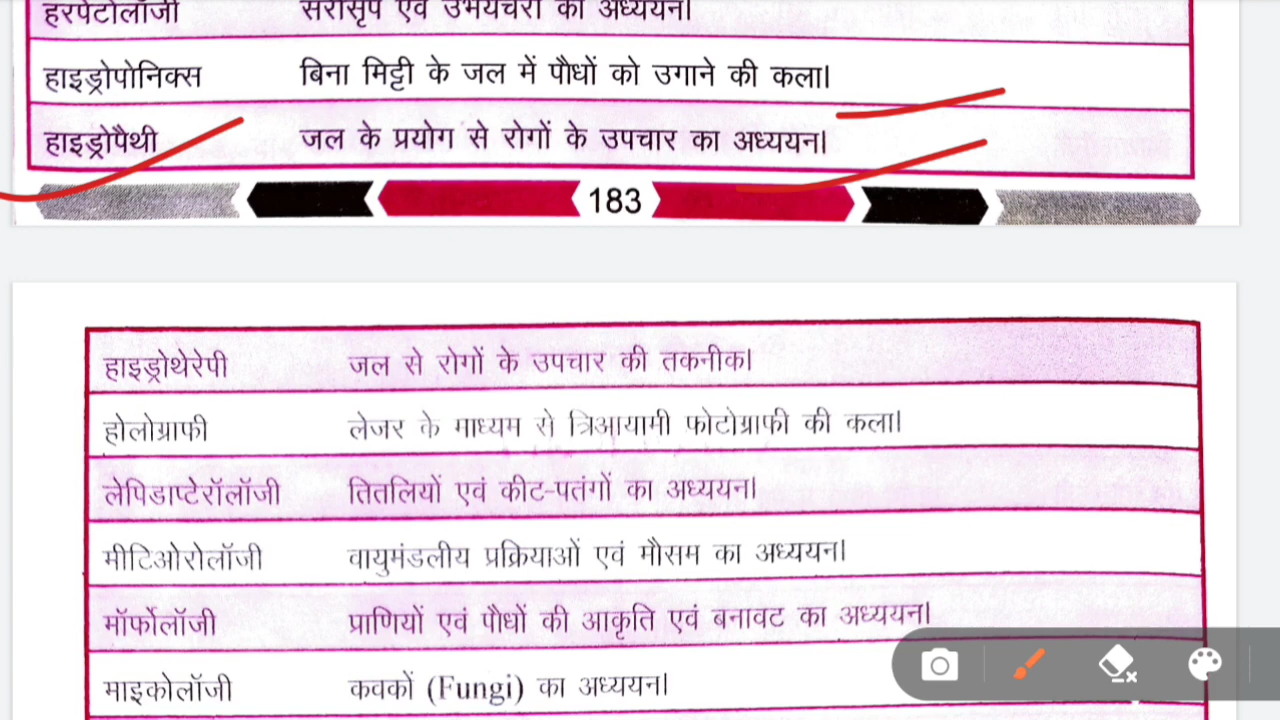 हरपेटोलॉजी सरीसृप एवं उभयचरों का अध्ययन।
हाइड्रोपोनिक्स बिना मिट्टी के जल में पौधों को उगाने की कला।
हाइड्रोपैथी जल के प्रयोग से रोगों के उपचार का अध्ययन।
183
हाइड्रोथेरेपी जल से रोगों के उपचार की तकनीक।
होलोग्राफी लेजर के माध्यम से त्रिआयामी फोटोग्राफी की कला।
लेपिडाप्टेरॉलॉजी तितलियों एवं कीट-पतंगों का अध्ययन।
मीटिओरोलॉजी वायुमंडलीय प्रक्रियाओं एवं मौसम का अध्ययन।
मॉर्फोलॉजी प्राणियों एवं पौधों की आकृति एवं बनावट का अध्ययन।
माइकोलॉजी कवकों (Fungi) का अध्ययन।